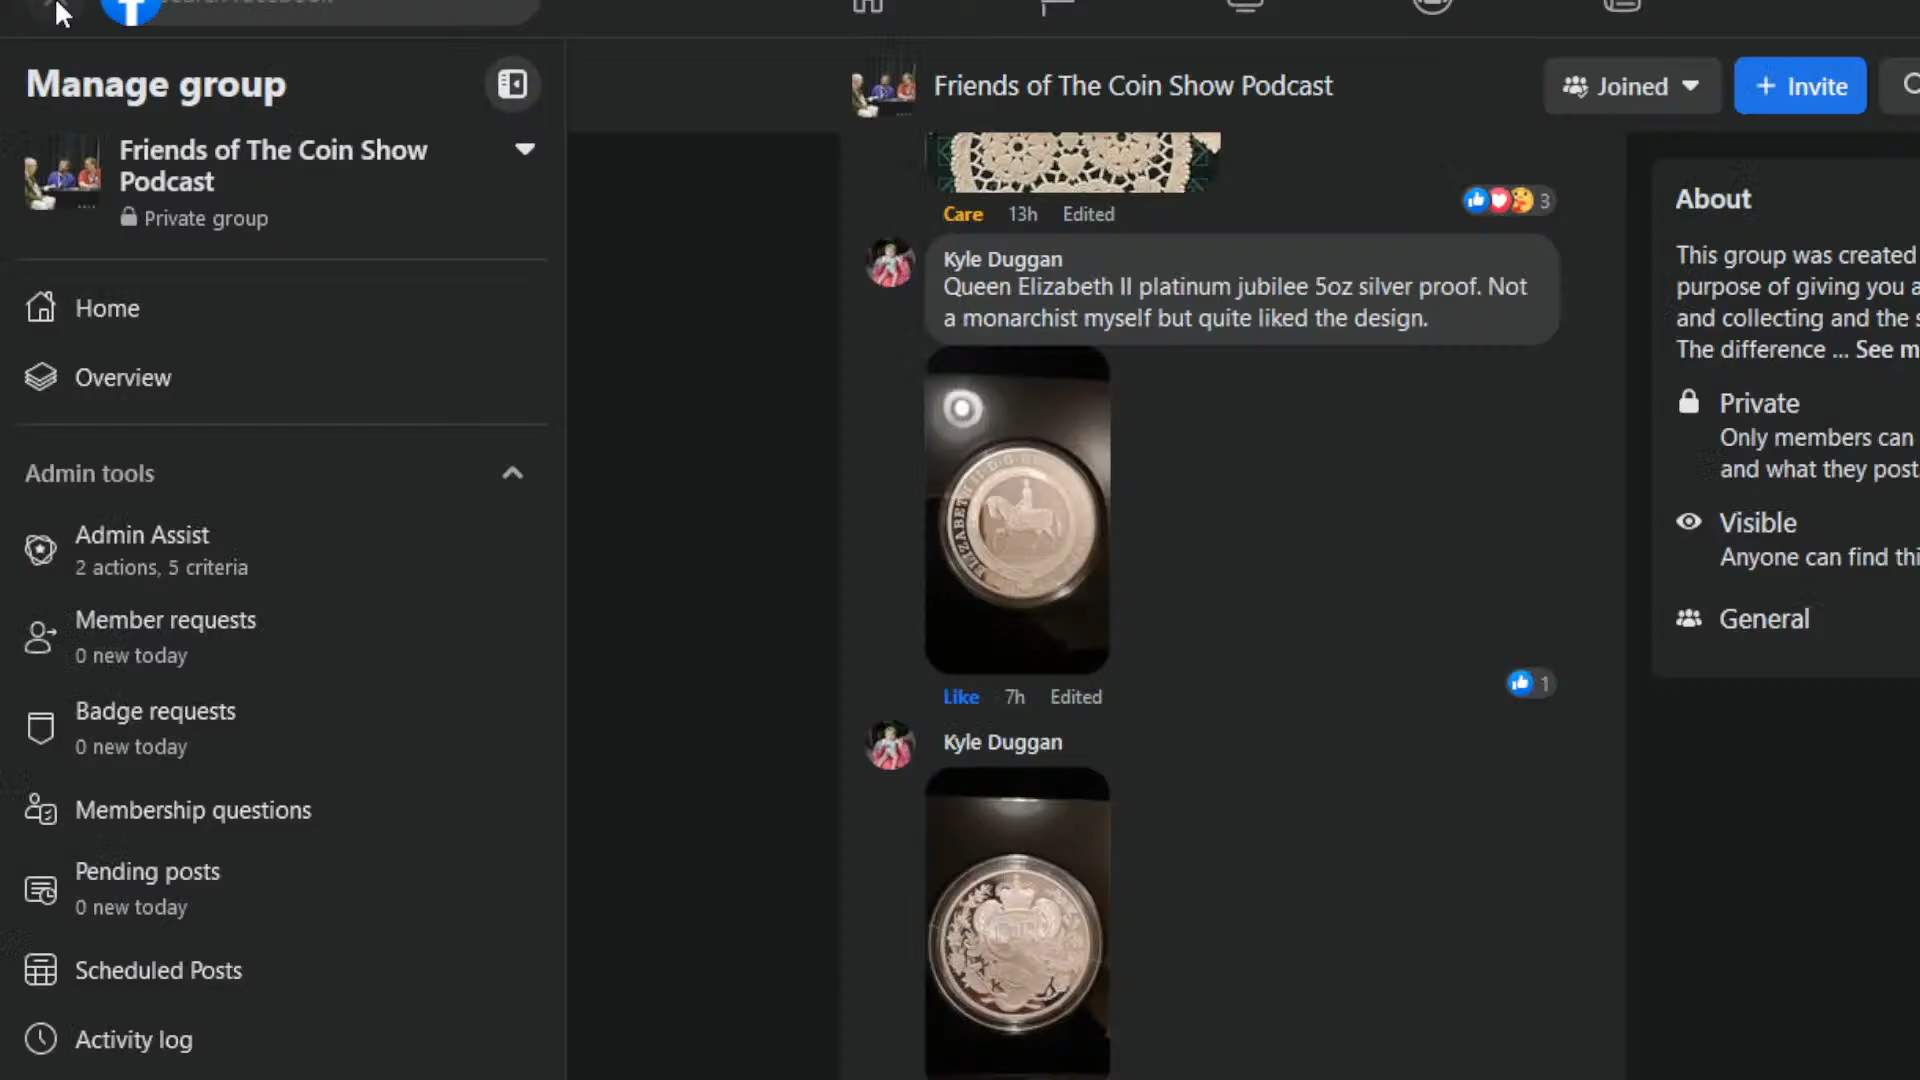 Manage group
Friends of The Coin Show
Podcast
Private group
Home
Overview
Admin tools
Admin Assist
2 actions, 5 criteria
Member requests
0 new today
Badge requests
0 new today
Membership questions
Pending posts
0 new today
Scheduled Posts
Activity log
Friends of The Coin Show Podcast
Joined
+ Invite
Care 13h Edited
3
Kyle Duggan
Queen Elizabeth II platinum jubilee 5oz silver proof. Not
a monarchist myself but quite liked the design.
ELIZABETH II D·G
Like 7h Edited
1
Kyle Duggan
About
This group was created
purpose of giving you a
and collecting and the s
The difference ... See m
Private
Only members can
and what they post
Visible
Anyone can find thi
General